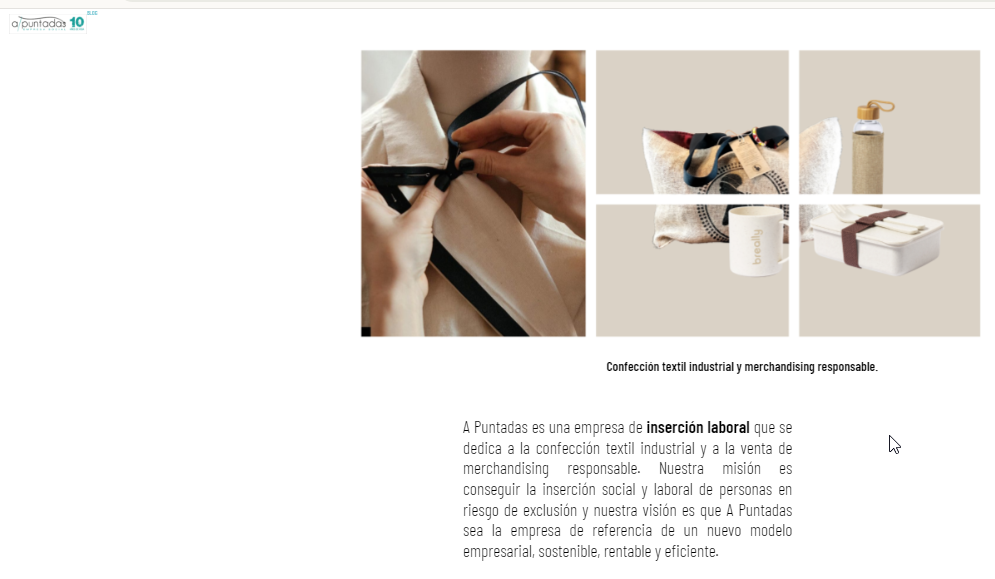 a puntadas 10
BLOG
breally
Confección textil industrial y merchandising responsable.
A Puntadas es una empresa de inserción laboral que se
dedica a la confección textil industrial y a la venta de
merchandising responsable. Nuestra misión es
conseguir la inserción social y laboral de personas en
riesgo de exclusión y nuestra visión es que A Puntadas
sea la empresa de referencia de un nuevo modelo
empresarial, sostenible, rentable y eficiente.